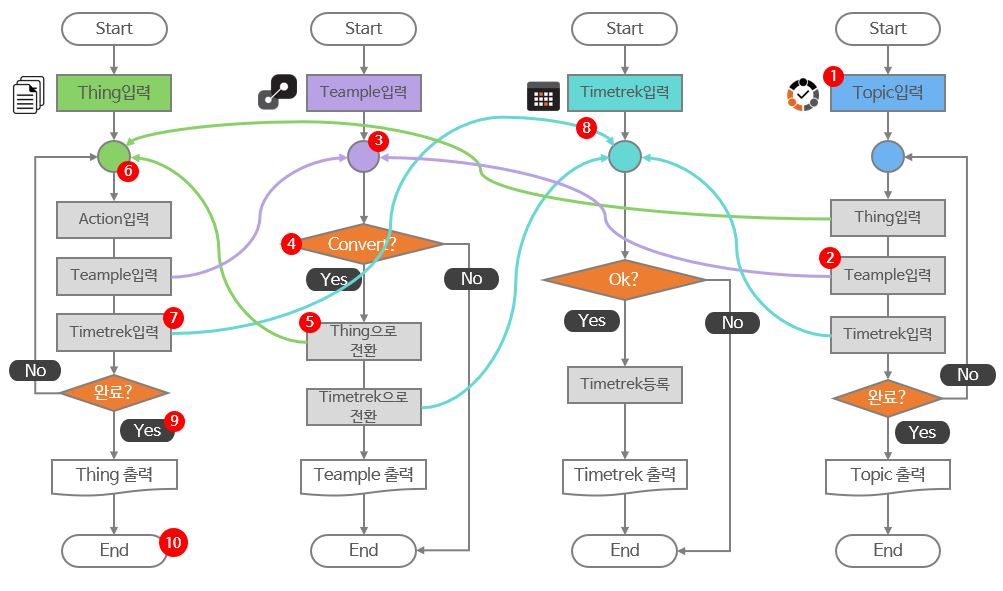 Start
Start
Start
Start
Thing입력
Teample입력
Timetrek입력
1
Topic입력
3
8
6
Action입력
Thing입력
4
Convert?
2
Teample입력
Teample입력
Yes
No
Ok?
7
Timetrek입력
5
Thing으로
전환
Yes
No
Timetrek입력
No
No
완료?
Timetrek으로
전환
Timetrek등록
완료?
Yes
9
Yes
Thing 출력
Teample 출력
Timetrek 출력
Topic 출력
End
10
End
End
End